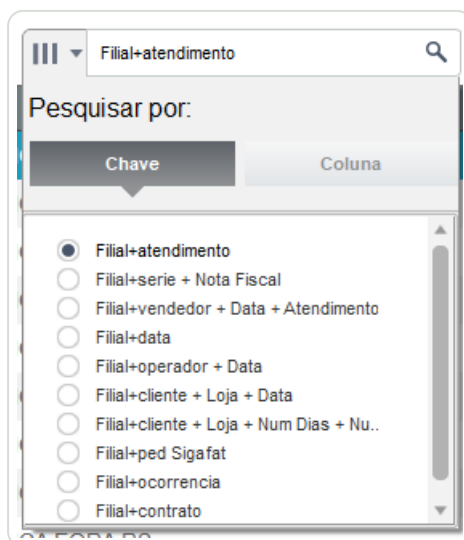 Filial+atendimento
Pesquisar por:
Chave
Coluna
Filial+atendimento
Filial+serie + Nota Fiscal
Filial+vendedor + Data + Atendimento
Filial+data
Filial+operador + Data
Filial+cliente + Loja + Data
Filial+cliente + Loja + Num Dias + Nu..
Filial+ped Sigafat
Filial+ocorrencia
Filial+contrato